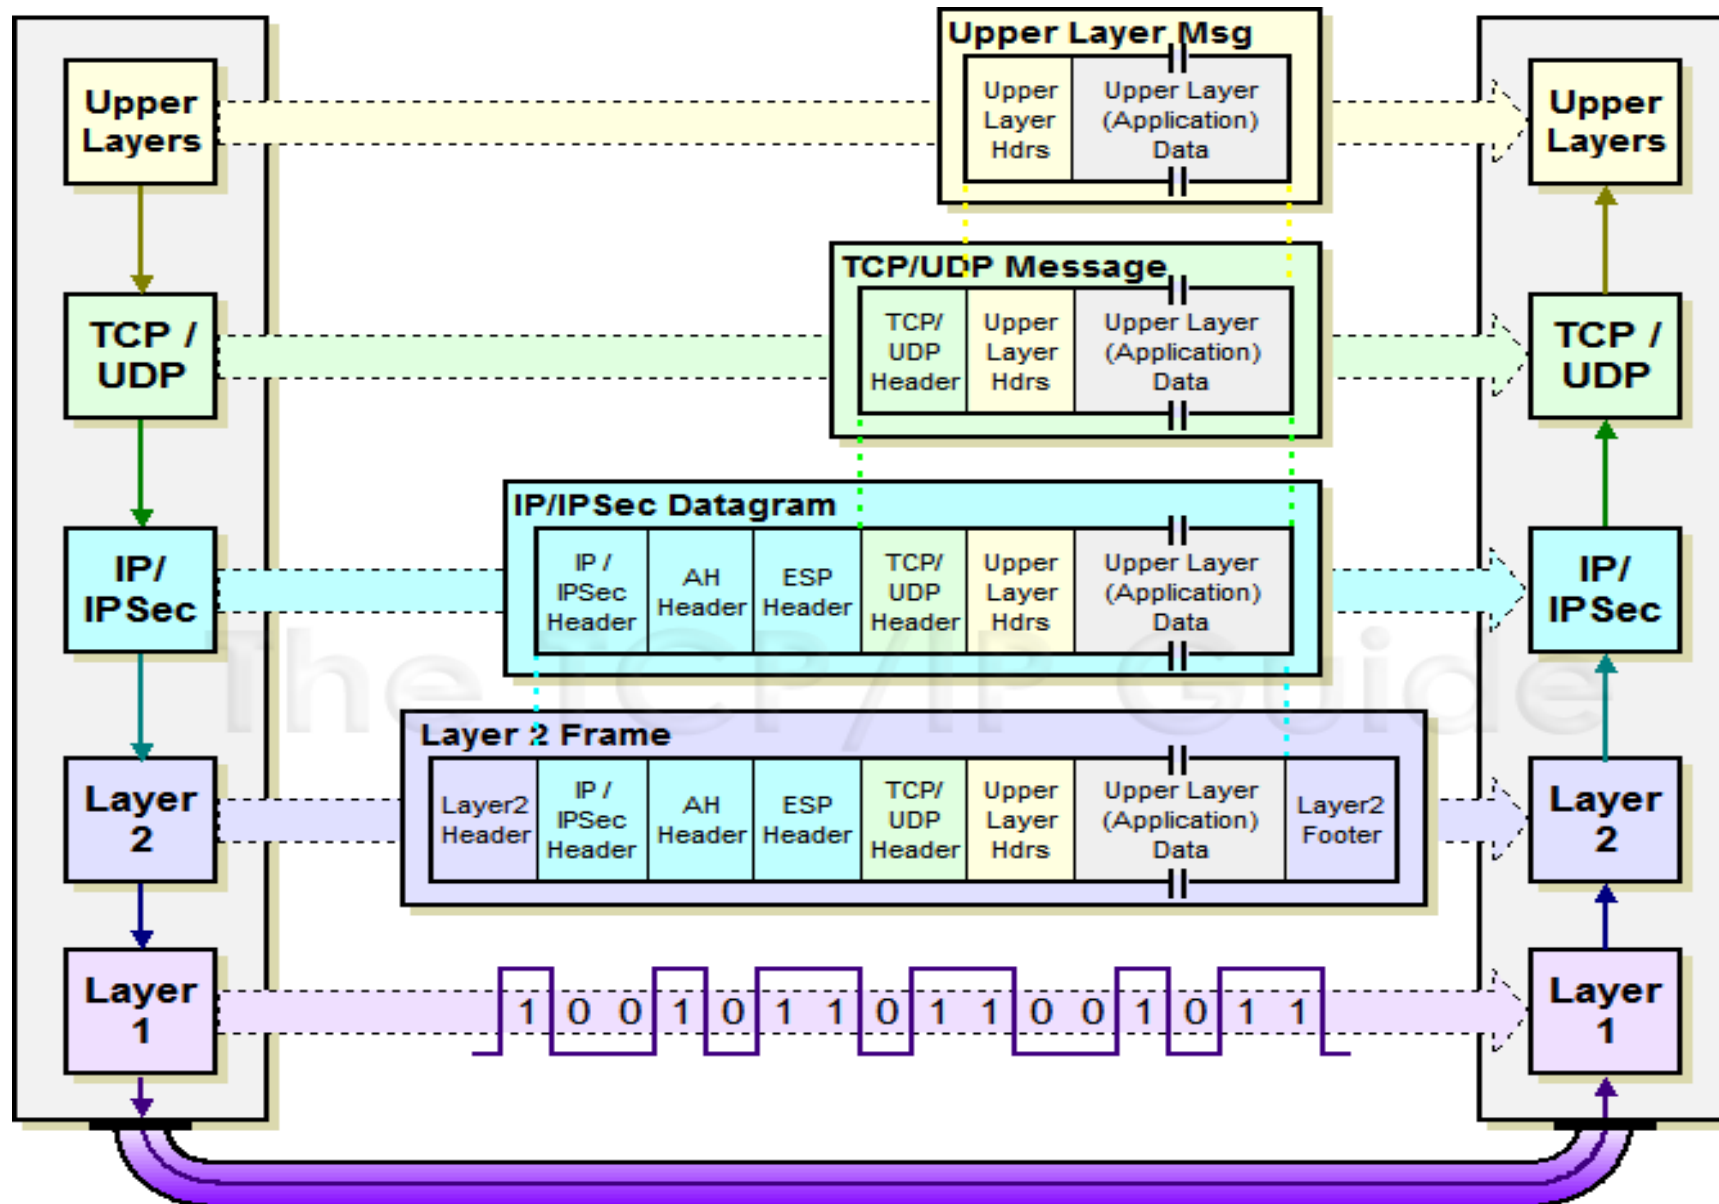 Upper Layer Msg
Upper
Layers
Upper
Layer
Hdrs
Upper Layer
(Application)
Data
Upper
Layers
TCP/UDP Message
TCP /
UDP
TCP/
UDP
Header
Upper
Layer
Hdrs
Upper Layer
(Application)
Data
TCP /
UDP
IP/IPSec Datagram
IP/
IPSec
IP /
IPSec
Header
AH
Header
ESP
Header
TCP/
UDP
Header
Upper
Layer
Hdrs
Upper Layer
(Application)
Data
IP/
IPSec
The TCP/IP Guide
Layer 2 Frame
Layer
2
Layer2
Header
IP /
IPSec
Header
AH
Header
ESP
Header
TCP/
UDP
Header
Upper
Layer
Hdrs
Upper Layer
(Application)
Data
Layer2
Footer
Layer
2
Layer
1
1 0 0 1 0 1 1 0 1 1 0 0 1 0 1 1
Layer
1